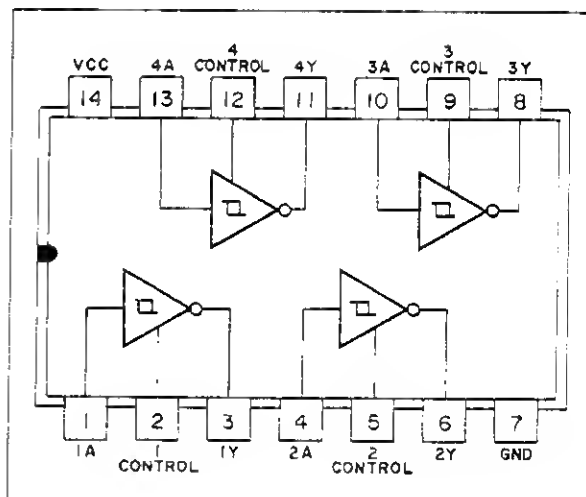 4 3
VCC 4A CONTROL 4Y 3A CONTROL 3Y
14 13 12 11 10 9 8
1 2 3 4 5 6 7
1A 1 1Y 2A 2 2Y GND
CONTROL CONTROL